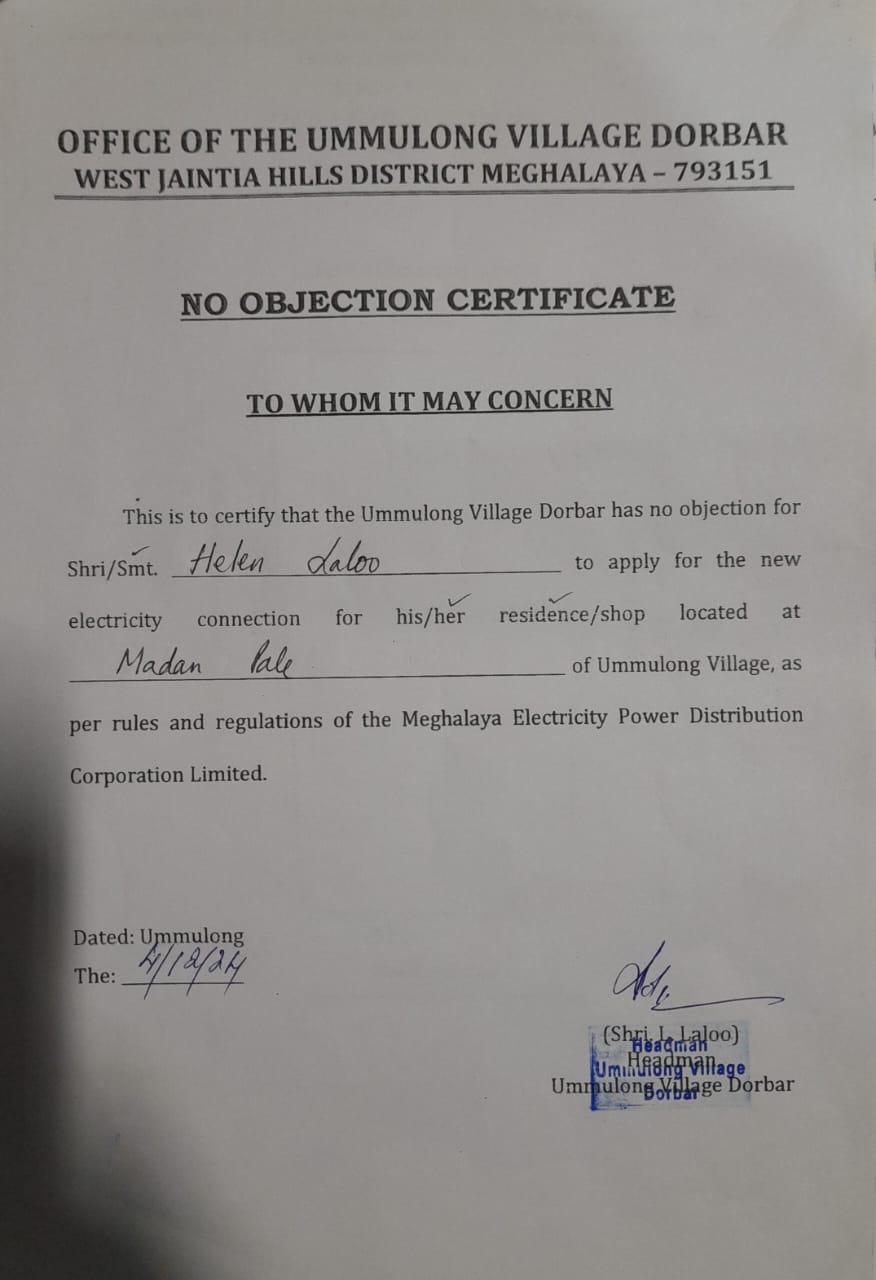 OFFICE OF THE UMMULONG VILLAGE DORBAR
WEST JAINTIA HILLS DISTRICT MEGHALAYA – 793151
NO OBJECTION CERTIFICATE
TO WHOM IT MAY CONCERN
This is to certify that the Ummulong Village Dorbar has no objection for
Shri/Smt. Helen Laloo to apply for the new
electricity connection for his/her residence/shop located at
Madan Pale of Ummulong Village, as
per rules and regulations of the Meghalaya Electricity Power Distribution
Corporation Limited.
Dated: Ummulong
The: 4/12/24
(Shri L. Laloo)
Headman
Ummulong Village Dorbar
Headman
Ummulong Village
Dorbar